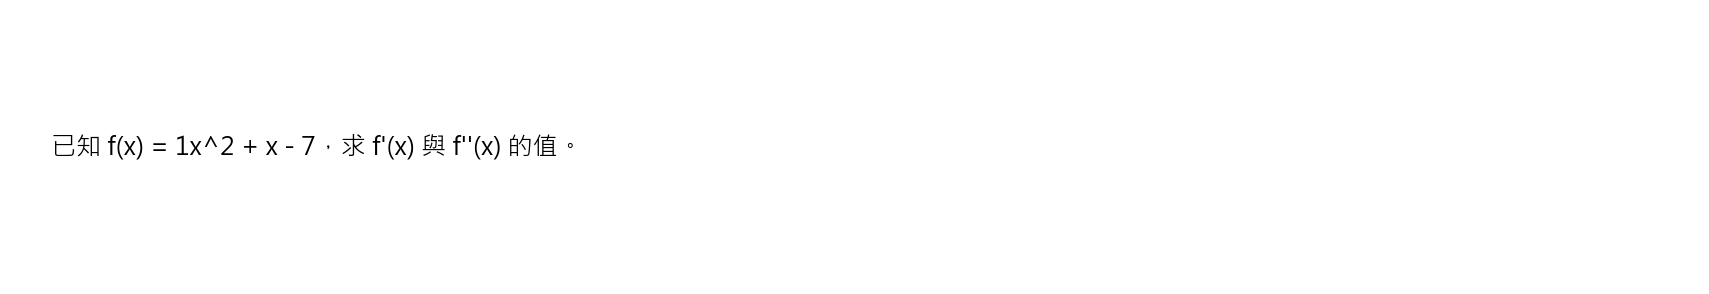 已知 f(x) = 1x^2 + x - 7，求 f'(x) 與 f''(x) 的值。